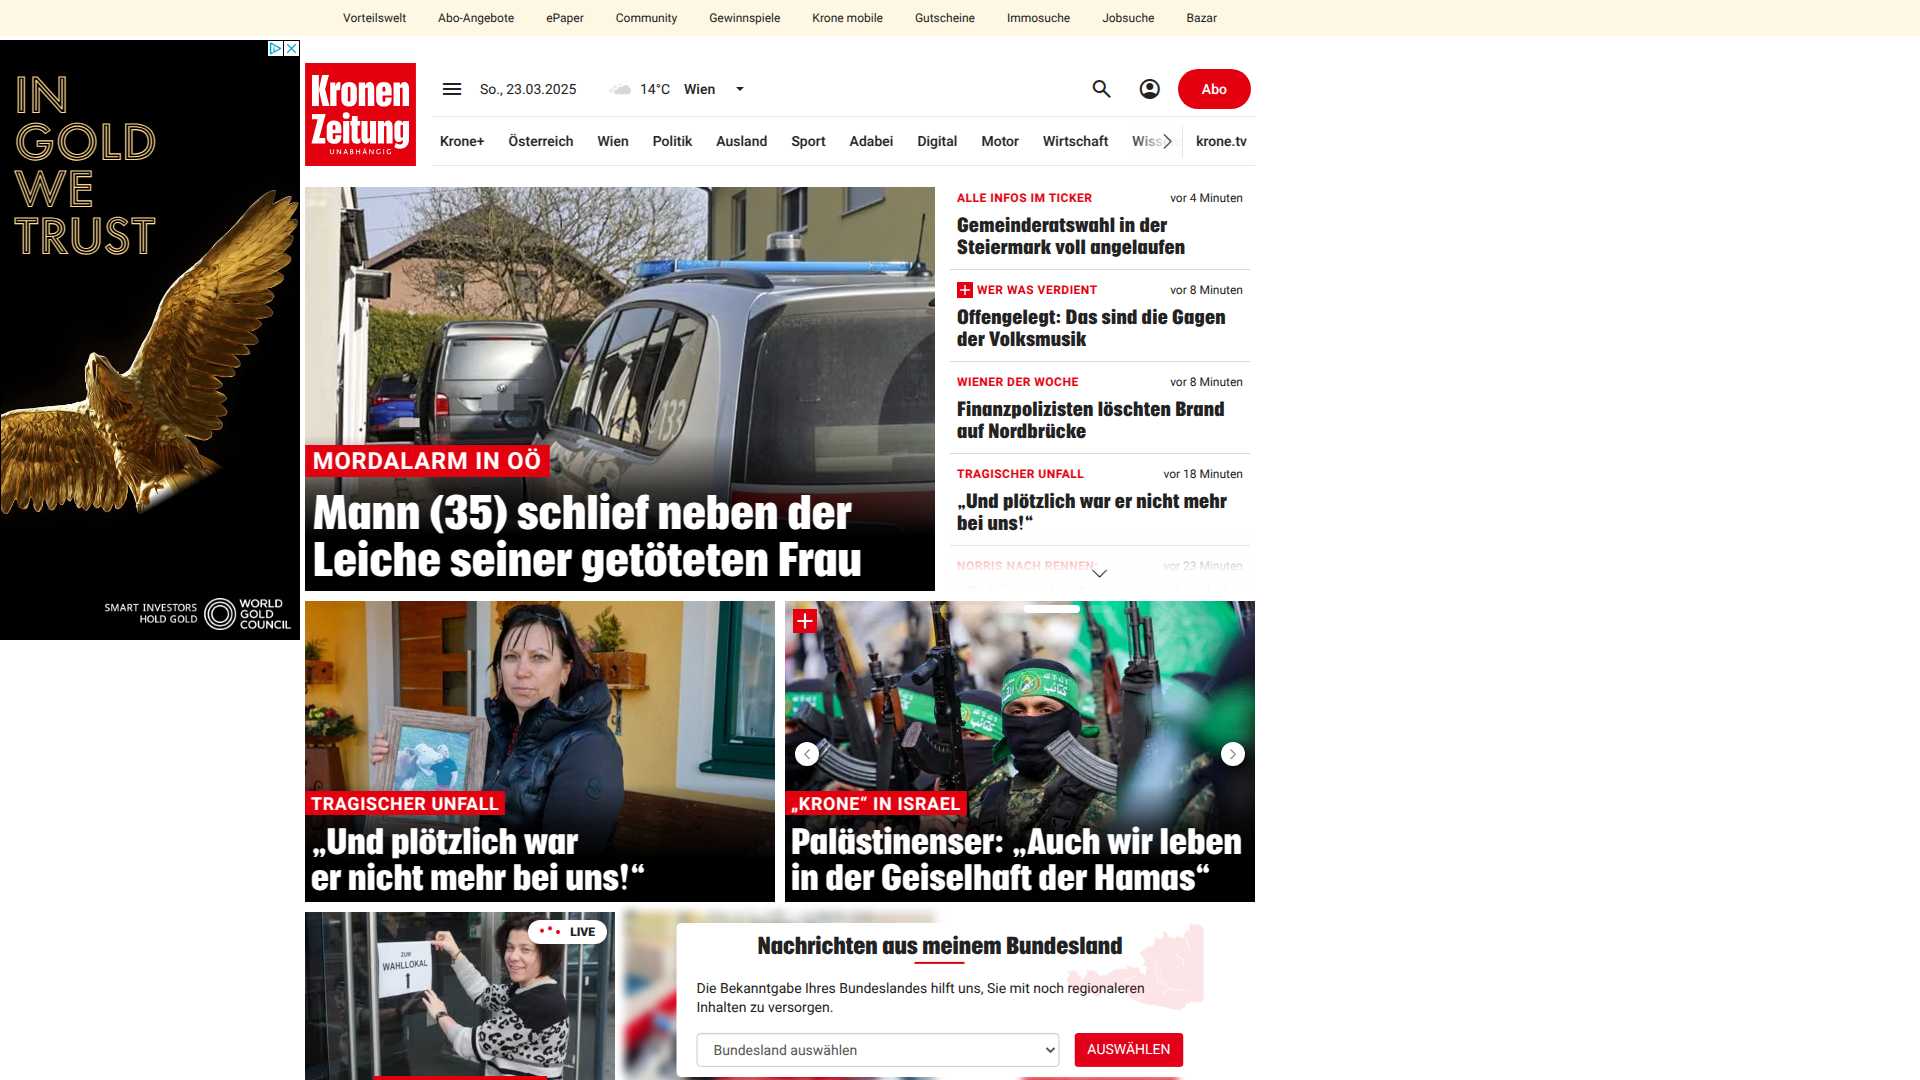 Vorteilswelt Abo-Angebote ePaper Community Gewinnspiele Krone mobile Gutscheine Immosuche Jobsuche Bazar
IN
GOLD
WE
TRUST
SMART INVESTORS
HOLD GOLD
WORLD
GOLD
COUNCIL
Kronen
Zeitung
UNABHÄNGIG
So., 23.03.2025 14°C Wien Abo
Krone+ Österreich Wien Politik Ausland Sport Adabei Digital Motor Wirtschaft krone.tv
133
MORDALARM IN OÖ
Mann (35) schlief neben der
Leiche seiner getöteten Frau
ALLE INFOS IM TICKER vor 4 Minuten
Gemeinderatswahl in der
Steiermark voll angelaufen
WER WAS VERDIENT vor 8 Minuten
Offengelegt: Das sind die Gagen
der Volksmusik
WIENER DER WOCHE vor 8 Minuten
Finanzpolizisten löschten Brand
auf Nordbrücke
TRAGISCHER UNFALL vor 18 Minuten
„Und plötzlich war er nicht mehr
bei uns!“
NORRIS NACH RENNEN: vor 23 Minuten
TRAGISCHER UNFALL
„Und plötzlich war
er nicht mehr bei uns!“
„KRONE“ IN ISRAEL
Palästinenser: „Auch wir leben
in der Geiselhaft der Hamas“
LIVE
ZUM
WAHLLOKAL
Nachrichten aus meinem Bundesland
Die Bekanntgabe Ihres Bundeslandes hilft uns, Sie mit noch regionaleren
Inhalten zu versorgen.
Bundesland auswählen AUSWÄHLEN